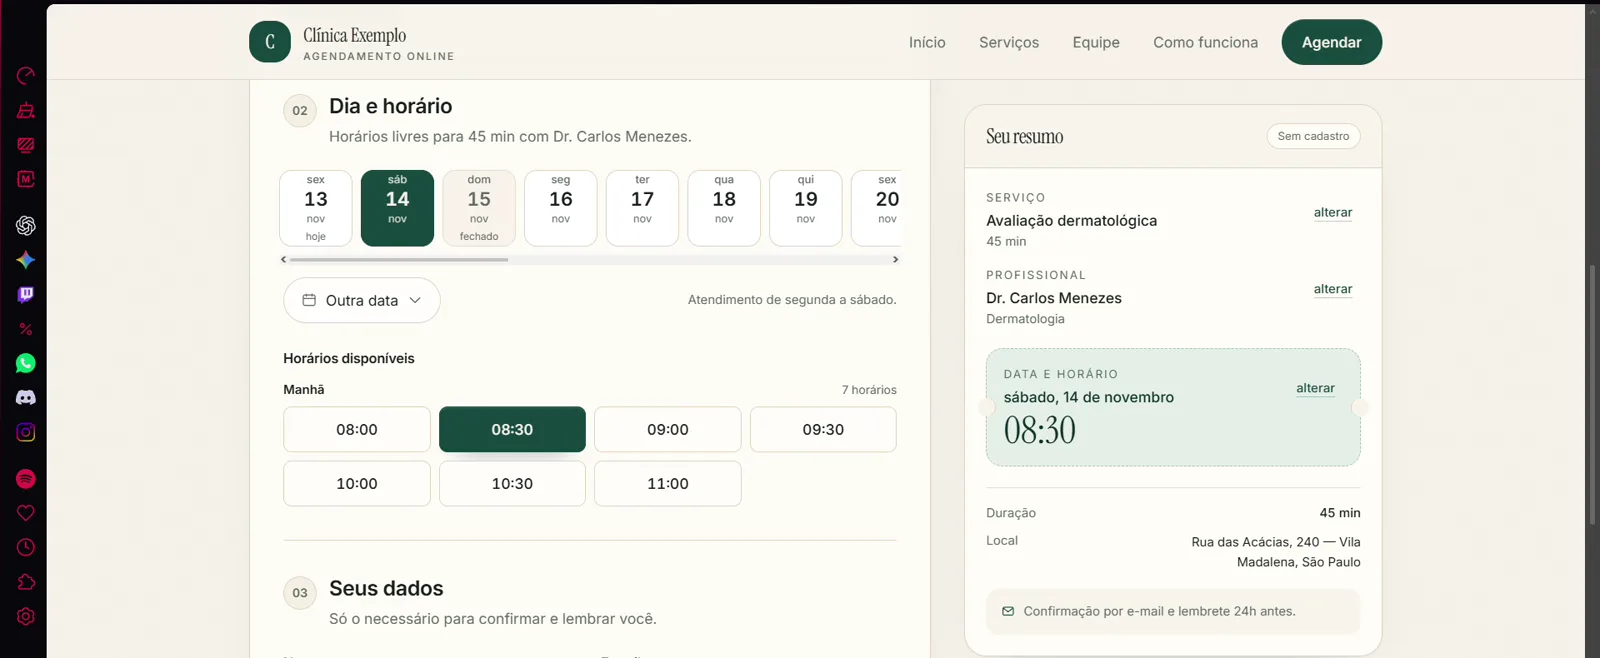 C
Clínica Exemplo
AGENDAMENTO ONLINE
Início
Serviços
Equipe
Como funciona
Agendar
02
Dia e horário
Horários livres para 45 min com Dr. Carlos Menezes.
sex
13
nov
hoje
sáb
14
nov
dom
15
nov
fechado
seg
16
nov
ter
17
nov
qua
18
nov
qui
19
nov
sex
20
nov
Outra data
Atendimento de segunda a sábado.
Horários disponíveis
Manhã
7 horários
08:00
08:30
09:00
09:30
10:00
10:30
11:00
03
Seus dados
Só o necessário para confirmar e lembrar você.
Seu resumo
Sem cadastro
SERVIÇO
Avaliação dermatológica
45 min
alterar
PROFISSIONAL
Dr. Carlos Menezes
Dermatologia
alterar
DATA E HORÁRIO
sábado, 14 de novembro
08:30
alterar
Duração
45 min
Local
Rua das Acácias, 240 — Vila
Madalena, São Paulo
Confirmação por e-mail e lembrete 24h antes.